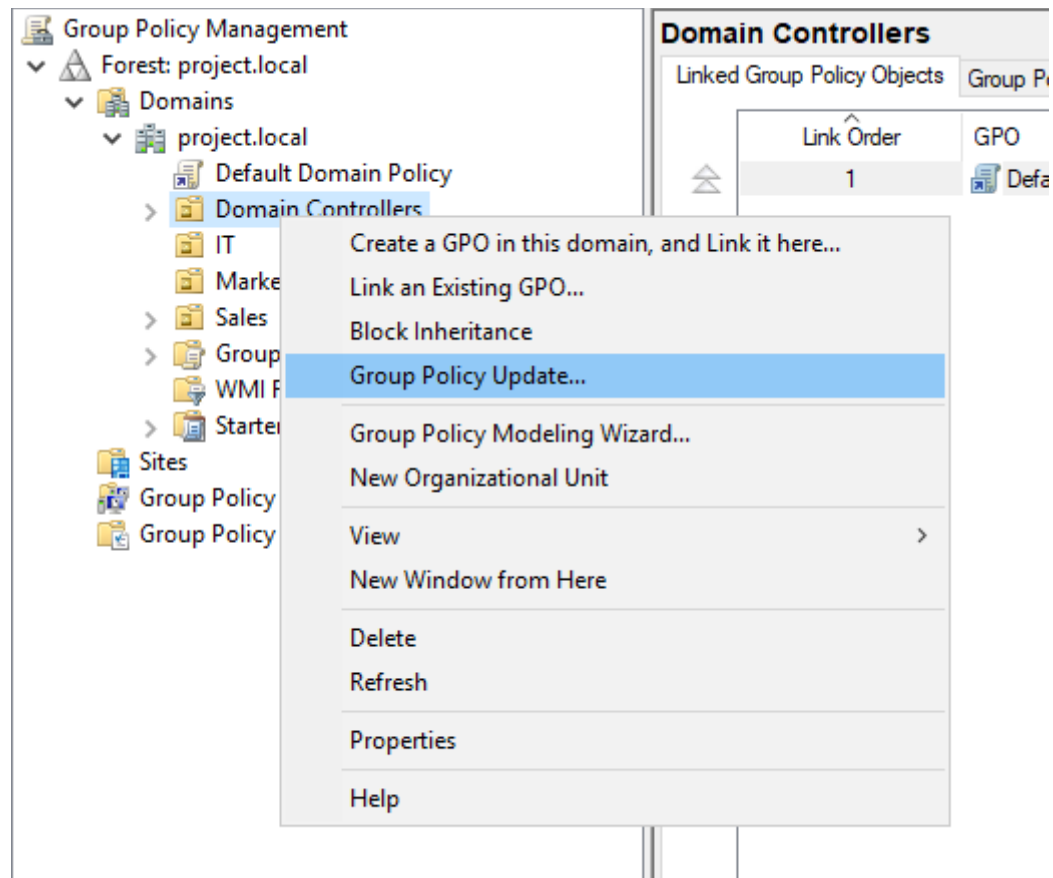 Group Policy Management
Forest: project.local
Domains
project.local
Default Domain Policy
Domain Controllers
IT
Marke
Sales
Group
WMI F
Starter
Sites
Group Policy
Group Policy
Domain Controllers
Linked Group Policy Objects
Group Po
Link Order
GPO
1
Defa
Create a GPO in this domain, and Link it here...
Link an Existing GPO...
Block Inheritance
Group Policy Update...
Group Policy Modeling Wizard...
New Organizational Unit
View
New Window from Here
Delete
Refresh
Properties
Help